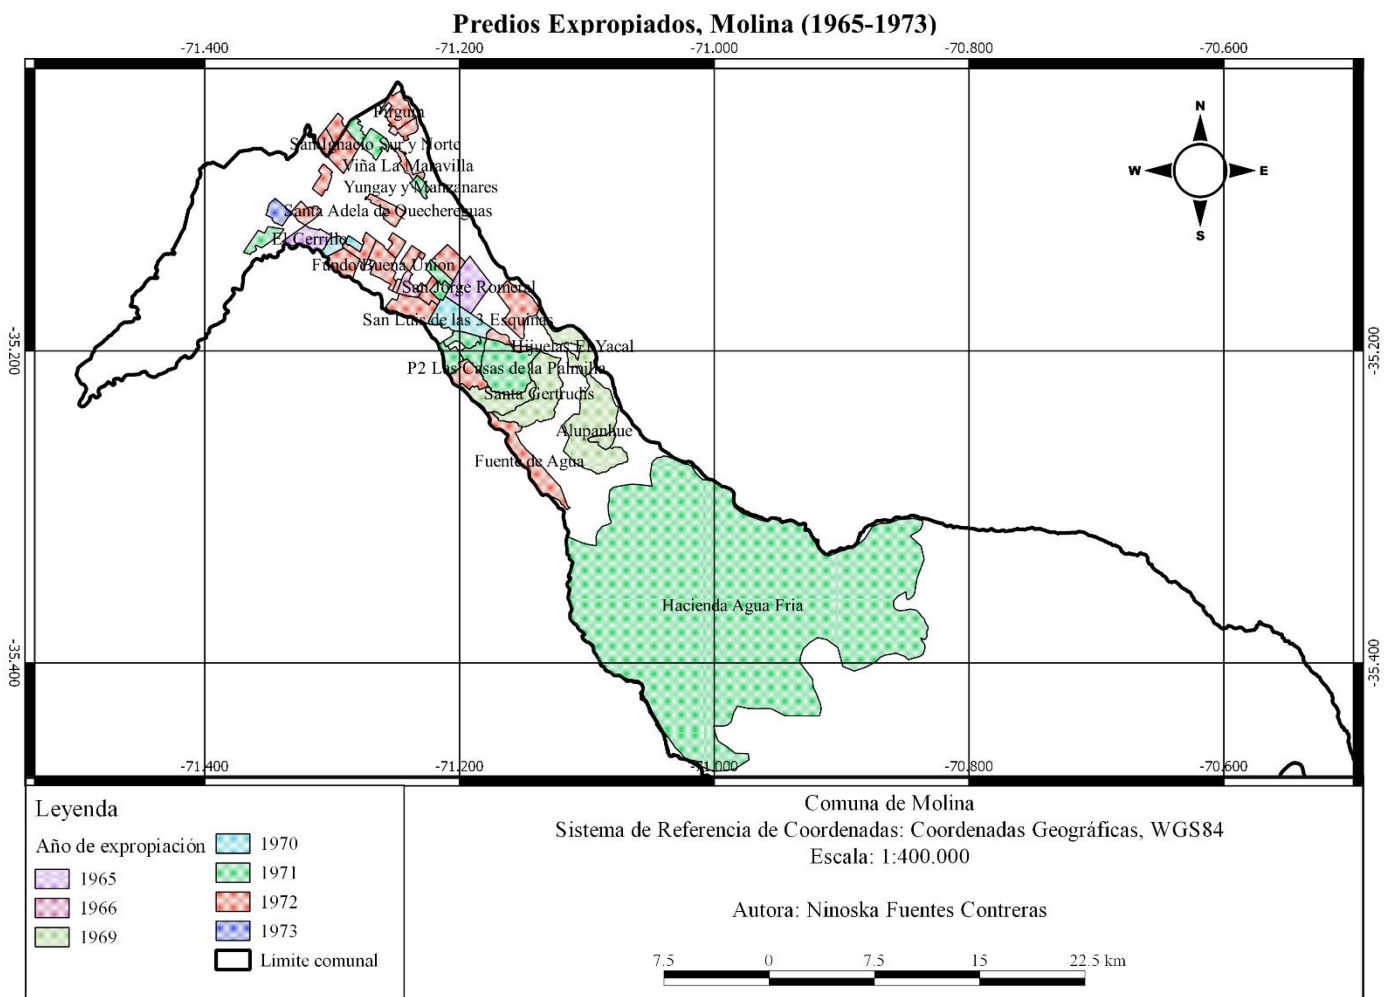 Predios Expropiados, Molina (1965-1973)
-71.400 -71.200 -71.000 -70.800 -70.600
N
W E
S
Pirguin
San Ignacio Sur y Norte
Viña La Maravilla
Yungay y Manzanares
Santa Adela de Quechereguas
El Cerrillo
Fundo Buena Union
San Jorge Romeral
San Luis de las 3 Esquinas
Hijuelas El Yacal
-35.200 -35.200
P2 Las Casas de la Palmilla
Santa Gertrudis
Alupanhue
Fuente de Agua
Hacienda Agua Fria
-35.400 -35.400
-71.400 -71.200 -71.000 -70.800 -70.600
Leyenda
Año de expropiación
1965
1966
1969
1970
1971
1972
1973
Limite comunal
Comuna de Molina
Sistema de Referencia de Coordenadas: Coordenadas Geográficas, WGS84
Escala: 1:400.000
Autora: Ninoska Fuentes Contreras
7.5 0 7.5 15 22.5 km